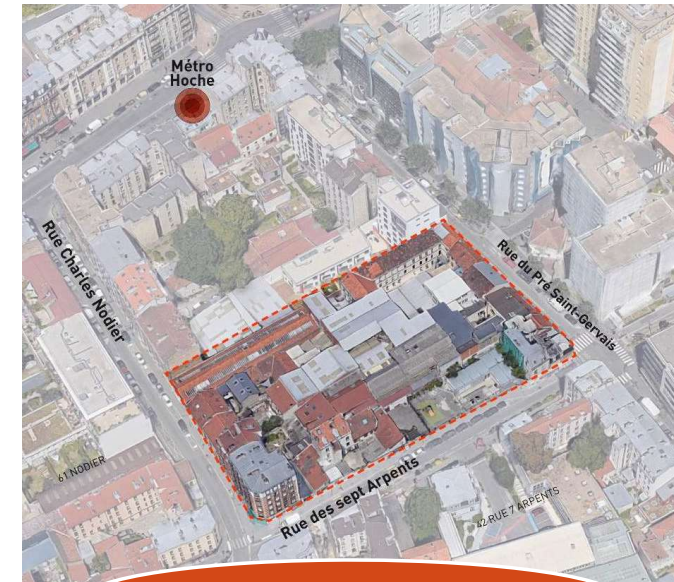 Métro
Hoche
Rue Charles Nodier
Rue du Pré Saint-Gervais
61 NODIER
Rue des sept Arpents
42 RUE 7 ARPENTS